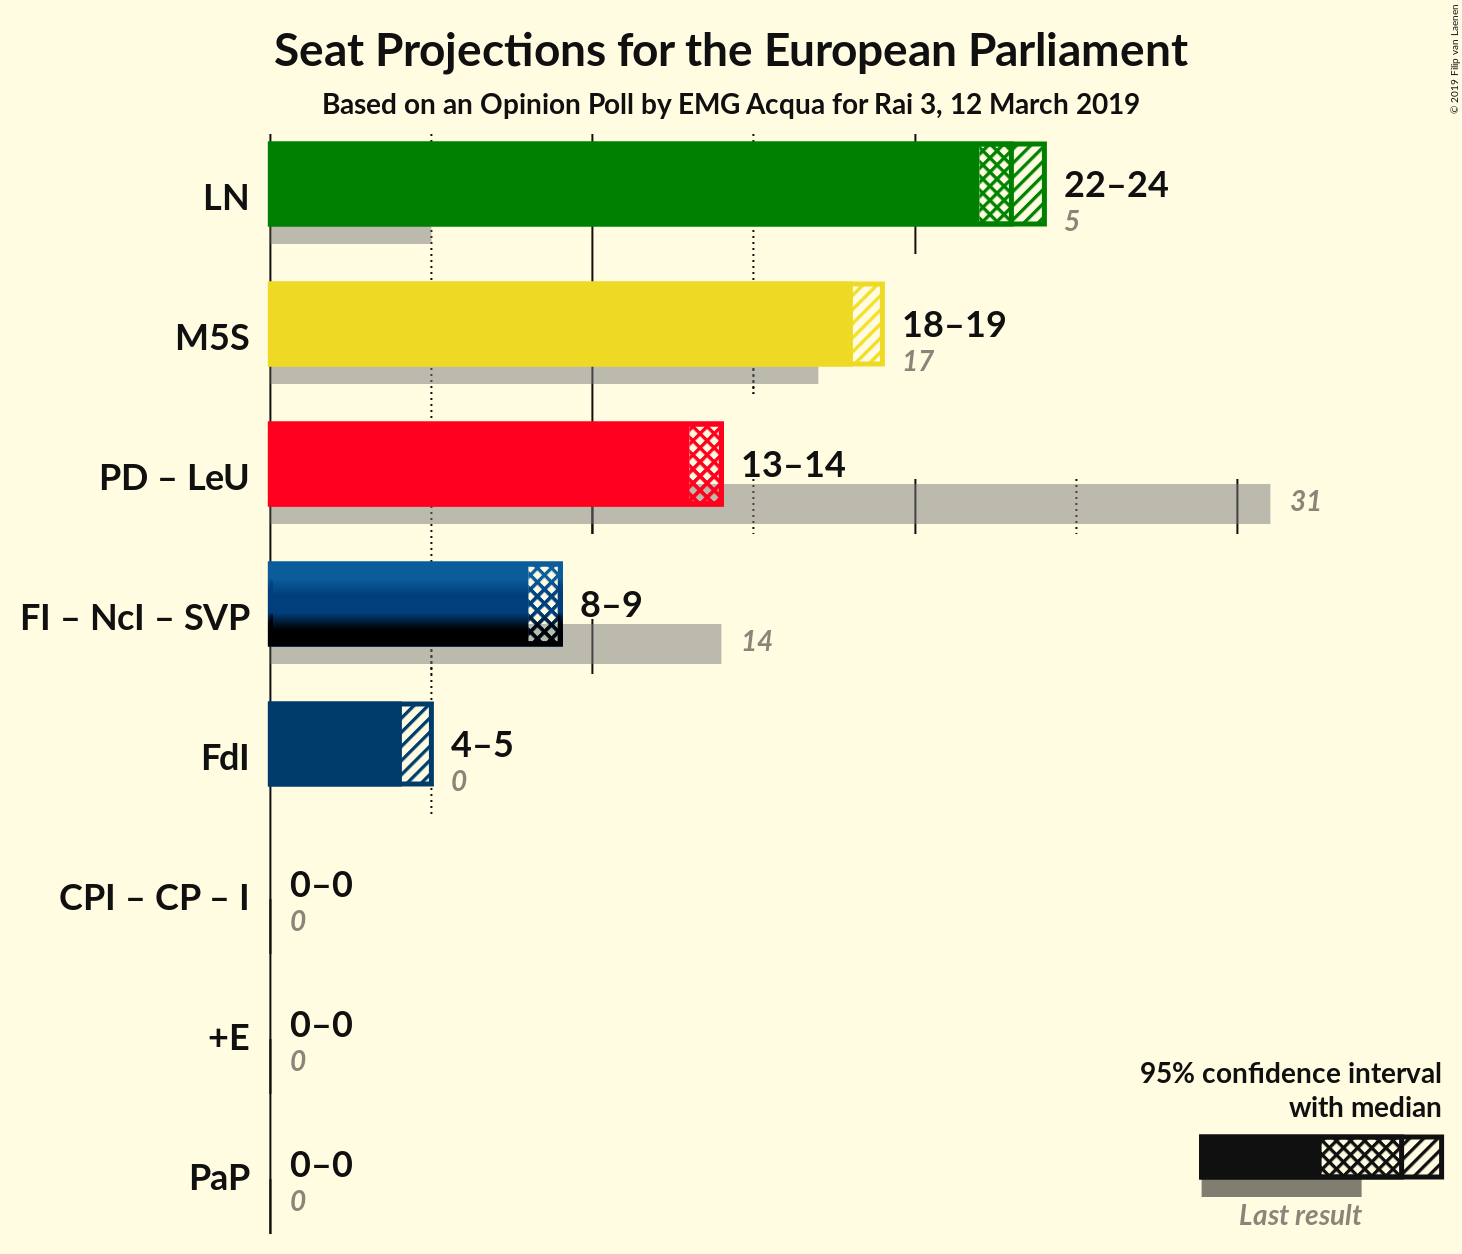 Seat Projections for the European Parliament
Based on an Opinion Poll by EMG Acqua for Rai 3, 12 March 2019
© 2019 Filip van Laenen
LN
22–24
5
M5S
18–19
17
PD – LeU
13–14
31
FI – NcI – SVP
8–9
14
FdI
4–5
0
CPI – CP – I
0–0
0
+E
0–0
0
PaP
0–0
0
95% confidence interval
with median
Last result